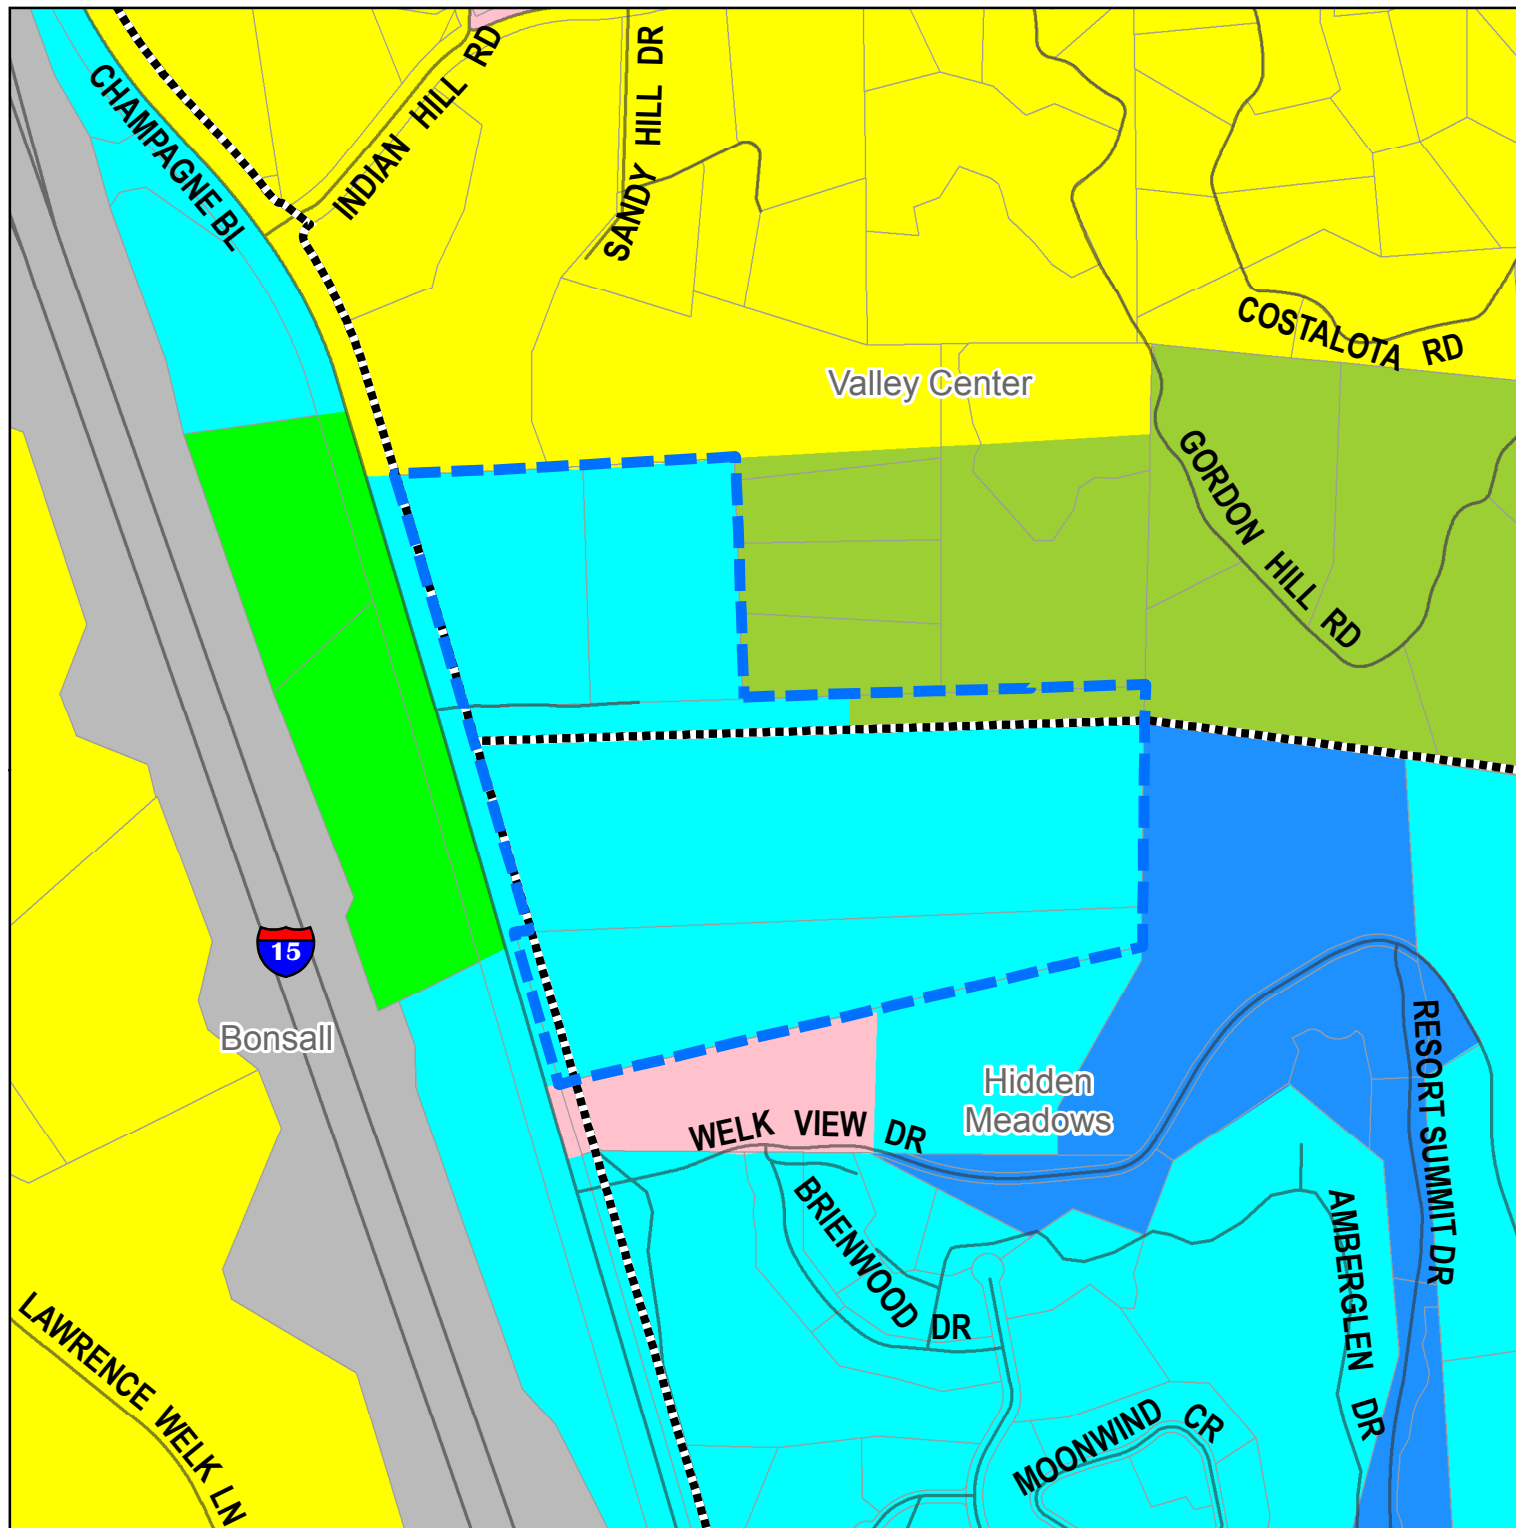 CHAMPAGNE BL
INDIAN HILL RD
SANDY HILL DR
COSTALOTA RD
Valley Center
GORDON HILL RD
15
Bonsall
Hidden
Meadows
WELK VIEW DR
RESORT SUMMIT DR
BRIENWOOD DR
AMBERGLEN DR
LAWRENCE WELK LN
MOONWIND CR